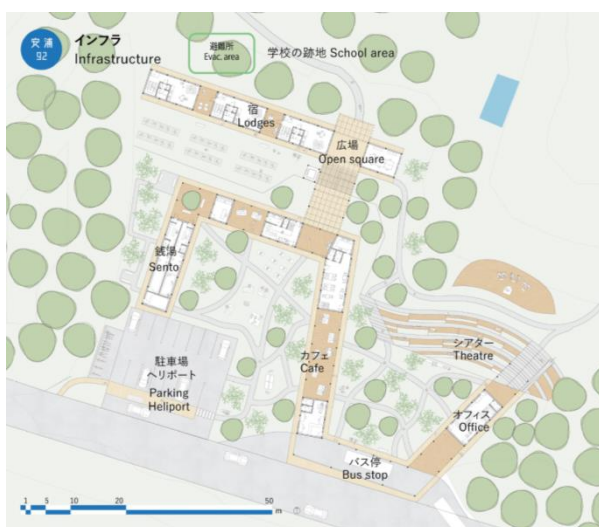 安浦
92
インフラ
Infrastructure
避難所
Evac. area
学校の跡地 School area
宿
Lodges
広場
Open square
銭湯
Sento
シアター
Theatre
駐車場
ヘリポート
Parking
Heliport
カフェ
Cafe
オフィス
Office
バス停
Bus stop
1 5 10 20 50
m